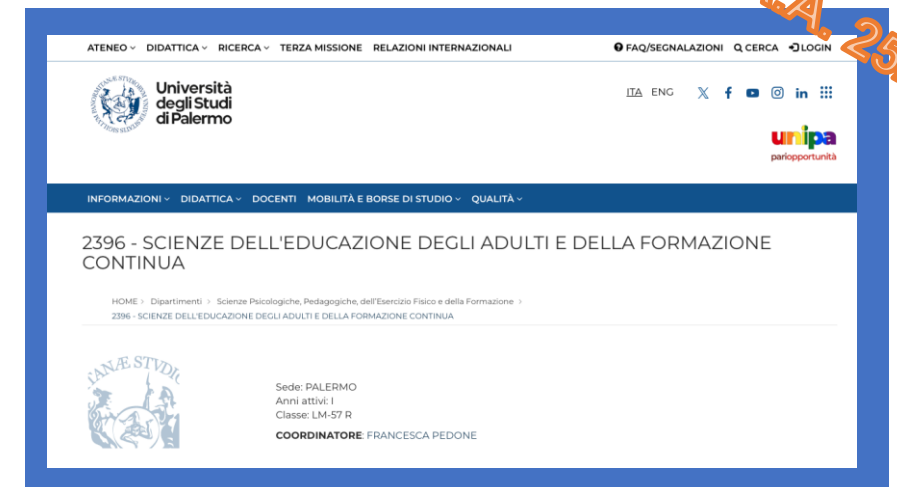 A.A. 25
ATENEO DIDATTICA RICERCA TERZA MISSIONE RELAZIONI INTERNAZIONALI FAQ/SEGNALAZIONI CERCA LOGIN
Università
degli Studi
di Palermo
ITA ENG
unipa
pariopportunità
INFORMAZIONI DIDATTICA DOCENTI MOBILITÀ E BORSE DI STUDIO QUALITÀ
2396 - SCIENZE DELL'EDUCAZIONE DEGLI ADULTI E DELLA FORMAZIONE
CONTINUA
HOME > Dipartimenti > Scienze Psicologiche, Pedagogiche, dell'Esercizio Fisico e della Formazione >
2396 - SCIENZE DELL'EDUCAZIONE DEGLI ADULTI E DELLA FORMAZIONE CONTINUA
Sede: PALERMO
Anni attivi: I
Classe: LM-57 R
COORDINATORE: FRANCESCA PEDONE